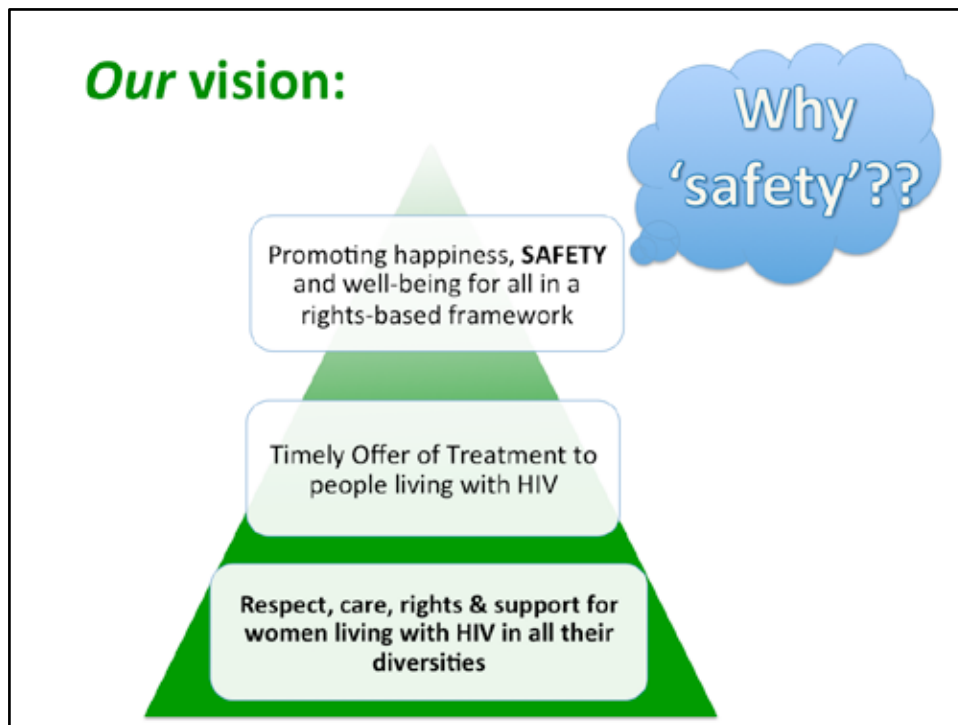 Our vision:
Why
‘safety’??
Promoting happiness, SAFETY
and well-being for all in a
rights-based framework
Timely Offer of Treatment to
people living with HIV
Respect, care, rights & support for
women living with HIV in all their
diversities